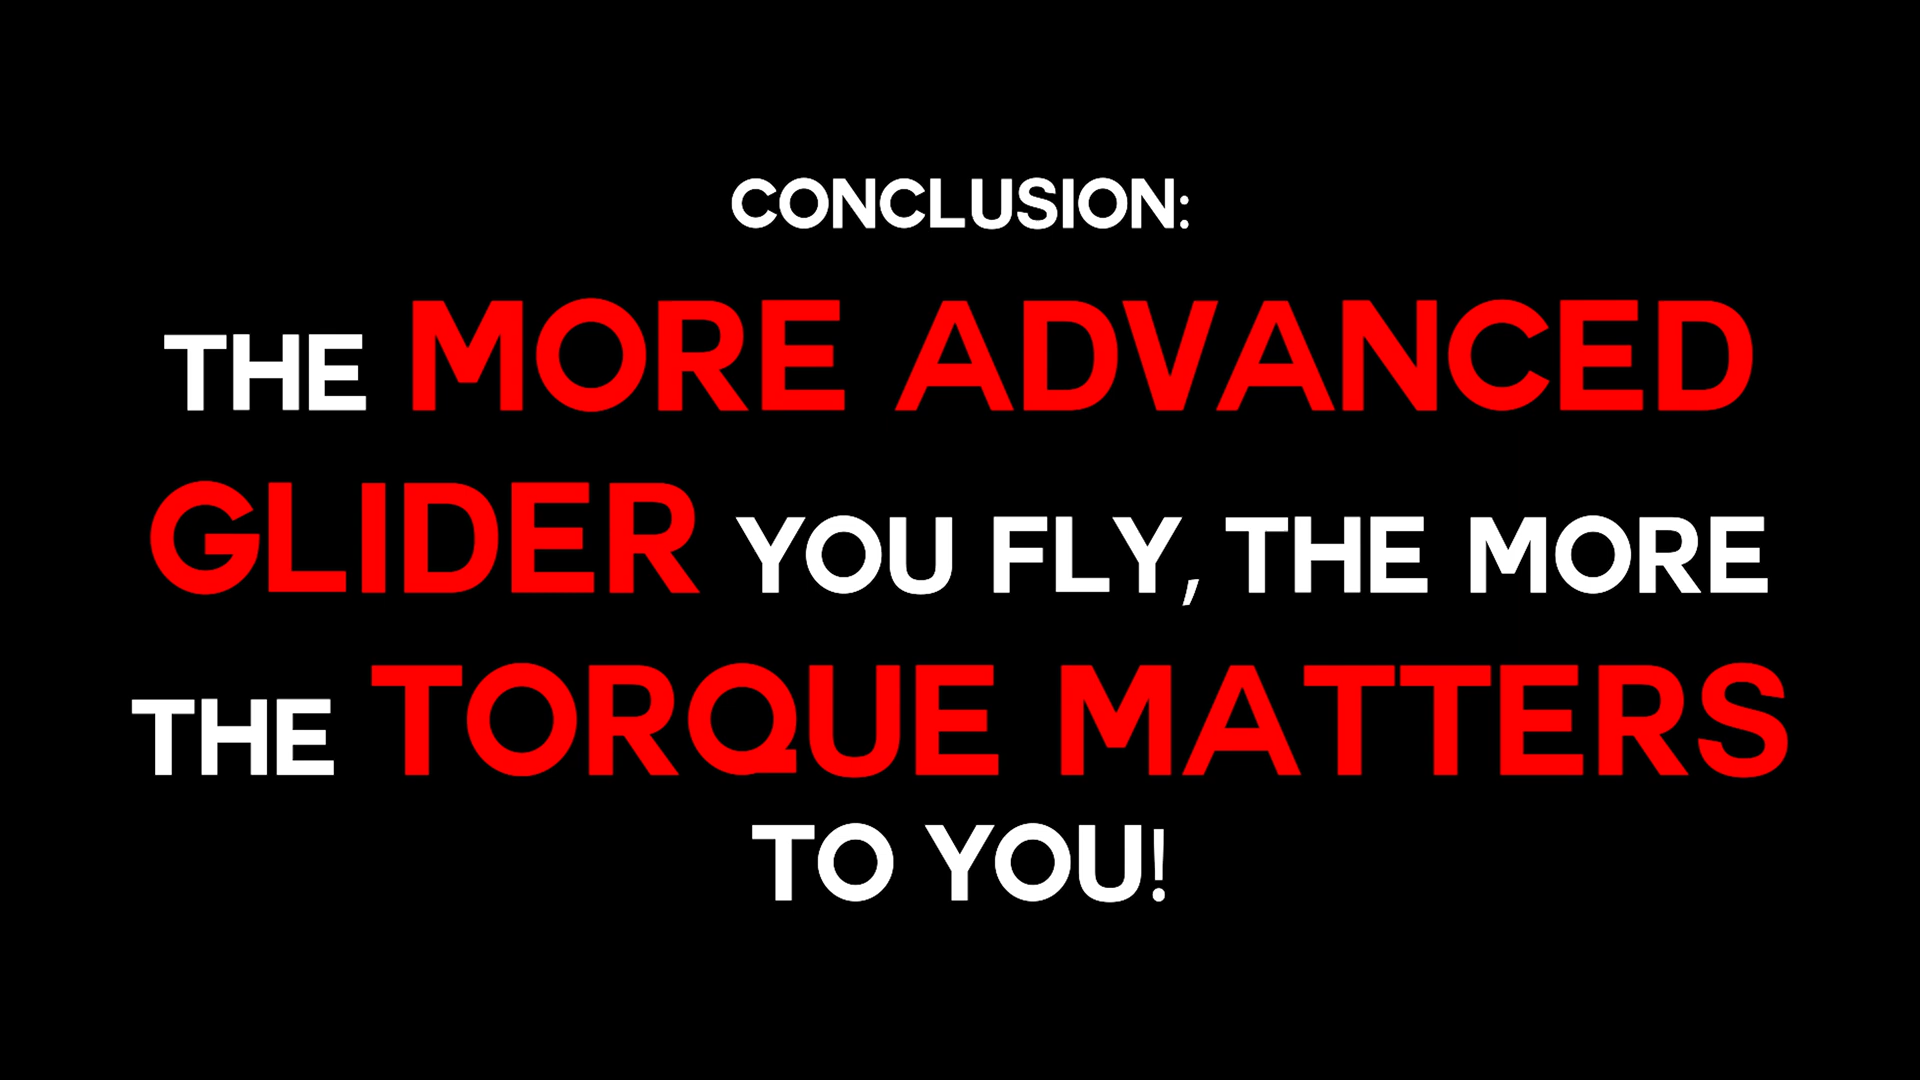 CONCLUSION:
THE MORE ADVANCED
GLIDER YOU FLY, THE MORE
THE TORQUE MATTERS
TO YOU!